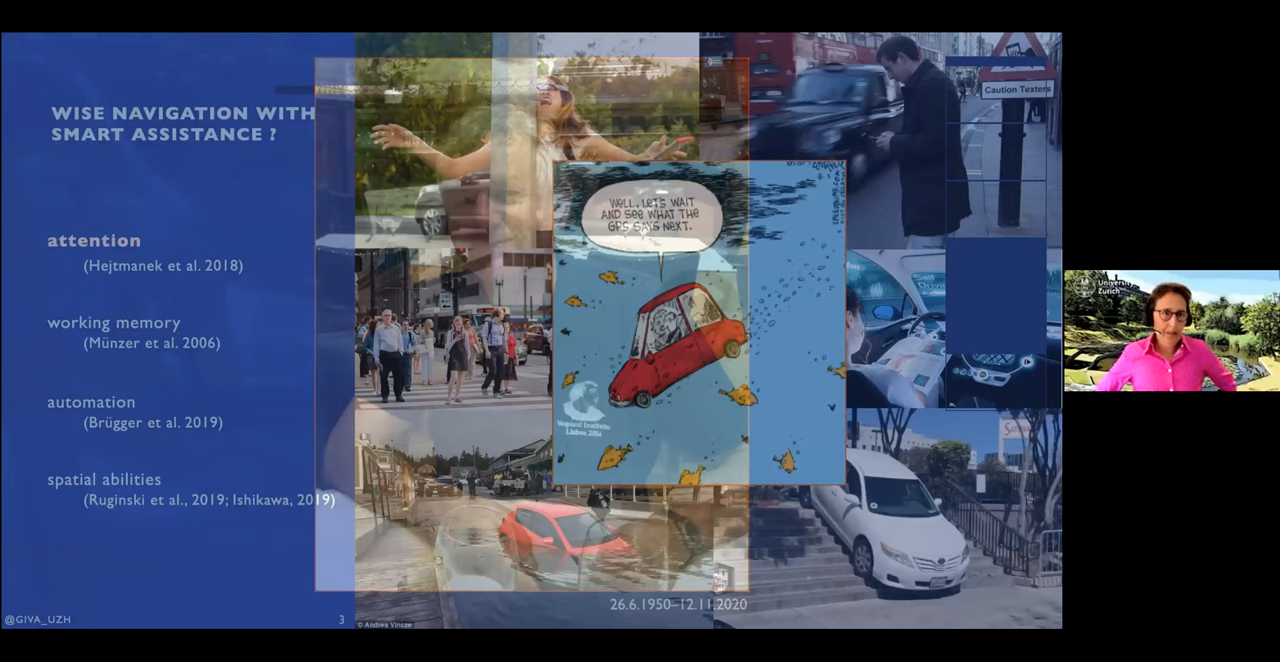 WISE NAVIGATION WITH
SMART ASSISTANCE ?
attention
(Hejtmanek et al. 2018)
working memory
(Münzer et al. 2006)
automation
(Brügger et al. 2019)
spatial abilities
(Ruginski et al., 2019; Ishikawa, 2019)
@GIVA_UZH
3
WELL, LET'S WAIT
AND SEE WHAT THE
GPS SAYS NEXT.
Caution Texters
Self
26.6.1950–12.11.2020
© Andrea Vincze
University
Zurich